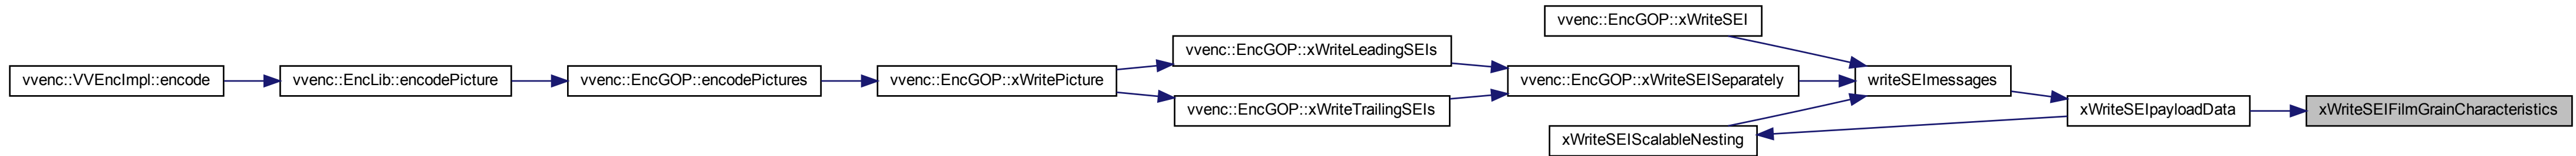 vvenc::VVEncImpl::encode
vvenc::EncLib::encodePicture
vvenc::EncGOP::encodePictures
vvenc::EncGOP::xWritePicture
vvenc::EncGOP::xWriteLeadingSEIs
vvenc::EncGOP::xWriteTrailingSEIs
vvenc::EncGOP::xWriteSEI
vvenc::EncGOP::xWriteSEISeparately
xWriteSEIScalableNesting
writeSEImessages
xWriteSEIpayloadData
xWriteSEIFilmGrainCharacteristics